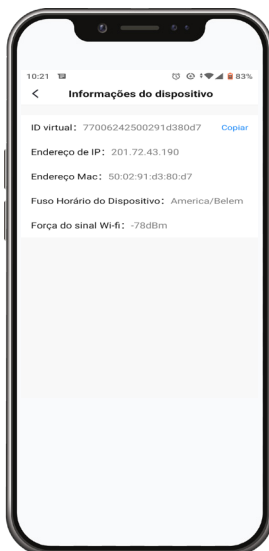 10:21 83%
Informações do dispositivo
ID virtual: 77006242500291d380d7 Copiar
Endereço de IP: 201.72.43.190
Endereço Mac: 50:02:91:d3:80:d7
Fuso Horário do Dispositivo: America/Belem
Força do sinal Wi-fi: -78dBm